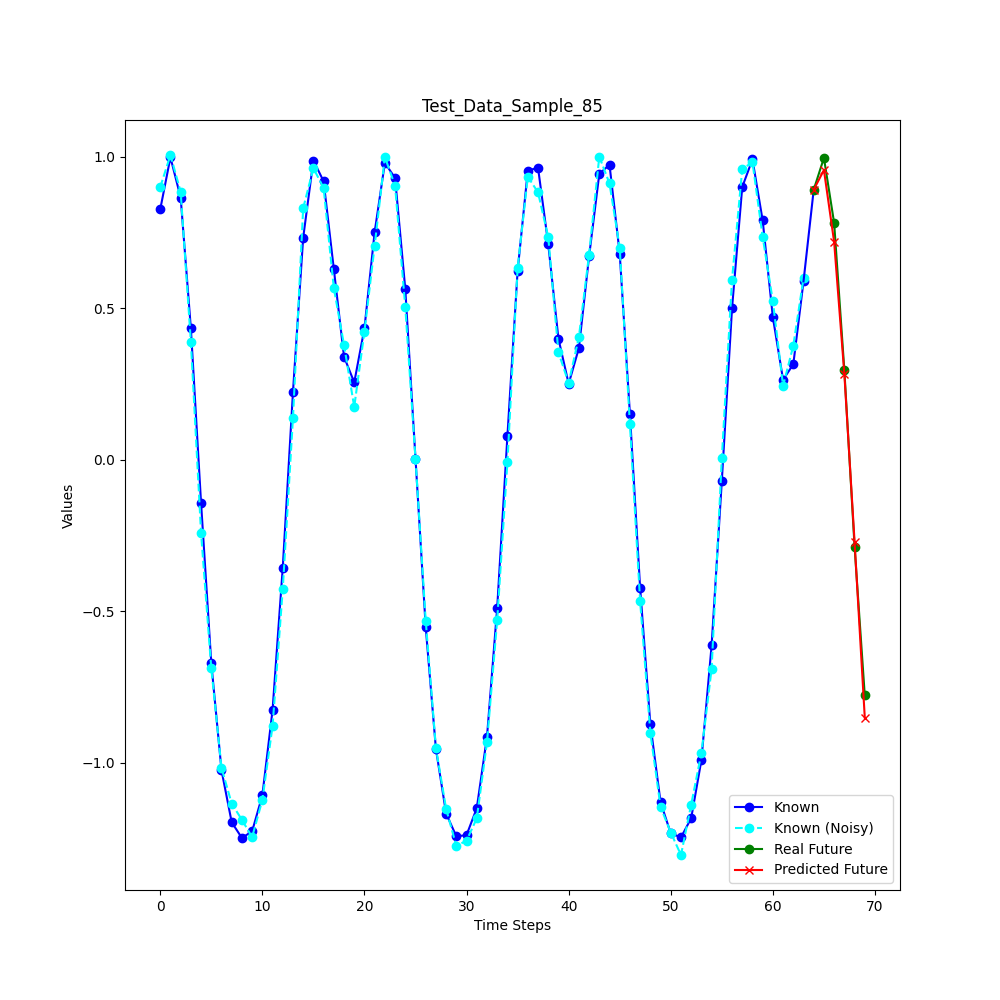 Test_Data_Sample_85
1.0
0.5
0.0
−0.5
−1.0
Values
0 10 20 30 40 50 60 70
Time Steps
Known
Known (Noisy)
Real Future
Predicted Future